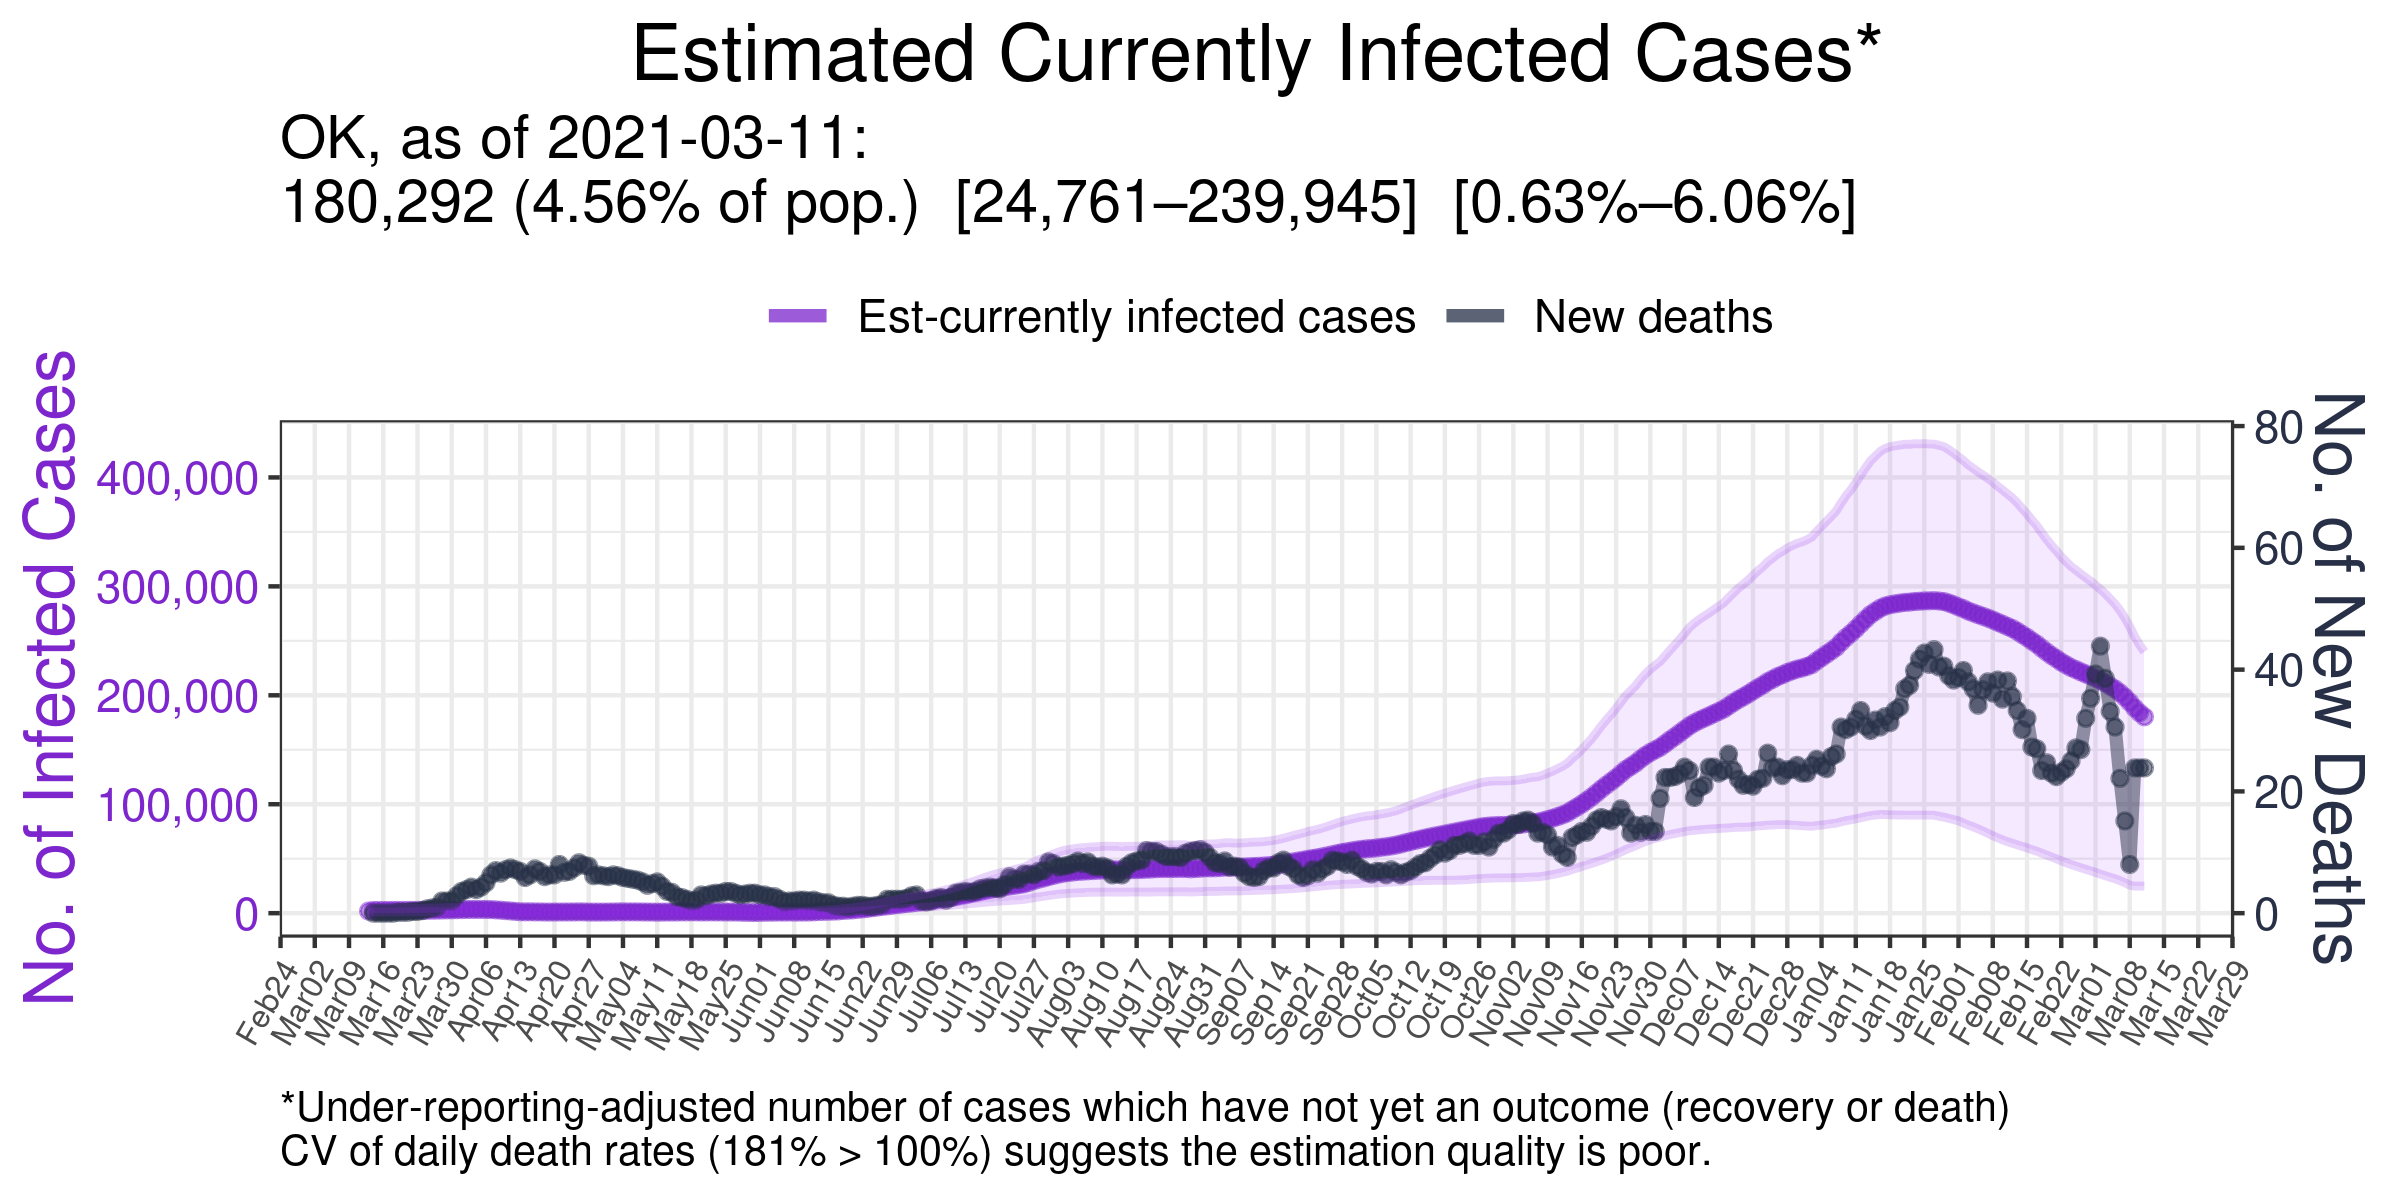 Estimated Currently Infected Cases*
OK, as of 2021-03-11:
180,292 (4.56% of pop.)  [24,761–239,945]  [0.63%–6.06%]
Est-currently infected cases
New deaths
No. of Infected Cases
400,000
300,000
200,000
100,000
0
80
60
40
20
0
No. of New Deaths
Feb24
Mar02
Mar09
Mar16
Mar23
Mar30
Apr06
Apr13
Apr20
Apr27
May04
May11
May18
May25
Jun01
Jun08
Jun15
Jun22
Jun29
Jul06
Jul13
Jul20
Jul27
Aug03
Aug10
Aug17
Aug24
Aug31
Sep07
Sep14
Sep21
Sep28
Oct05
Oct12
Oct19
Oct26
Nov02
Nov09
Nov16
Nov23
Nov30
Dec07
Dec14
Dec21
Dec28
Jan04
Jan11
Jan18
Jan25
Feb01
Feb08
Feb15
Feb22
Mar01
Mar08
Mar15
Mar22
Mar29
*Under-reporting-adjusted number of cases which have not yet an outcome (recovery or death)
CV of daily death rates (181% > 100%) suggests the estimation quality is poor.